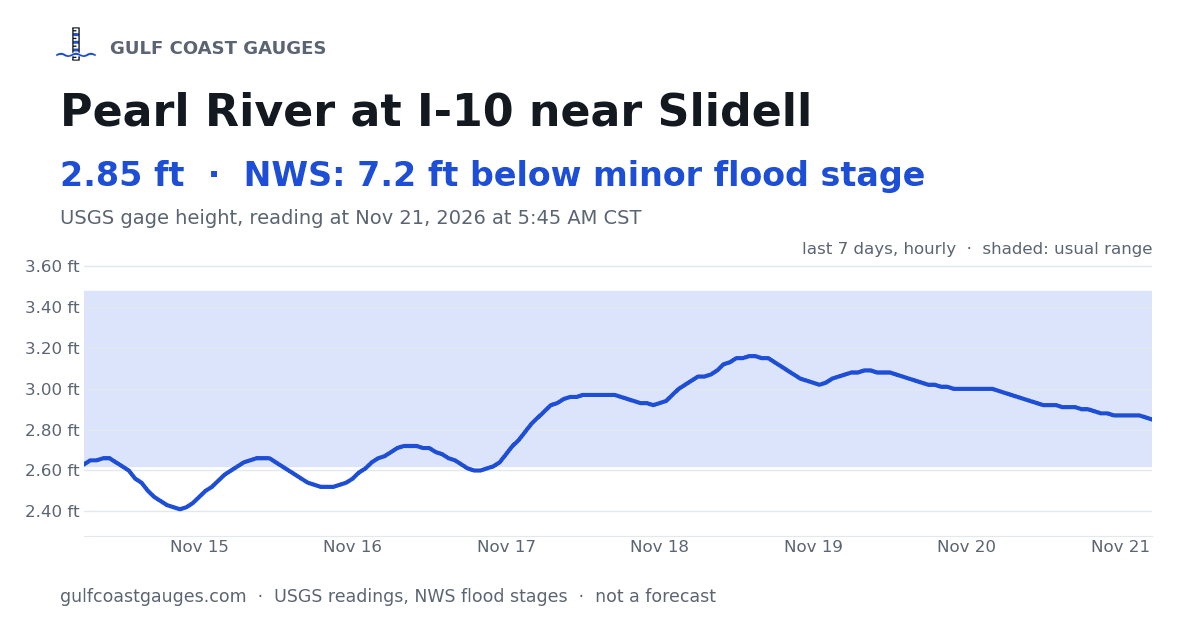 GULF COAST GAUGES
Pearl River at I-10 near Slidell
2.85 ft · NWS: 7.2 ft below minor flood stage
USGS gage height, reading at Nov 21, 2026 at 5:45 AM CST
last 7 days, hourly · shaded: usual range
3.60 ft
3.40 ft
3.20 ft
3.00 ft
2.80 ft
2.60 ft
2.40 ft
Nov 15 Nov 16 Nov 17 Nov 18 Nov 19 Nov 20 Nov 21
gulfcoastgauges.com · USGS readings, NWS flood stages · not a forecast